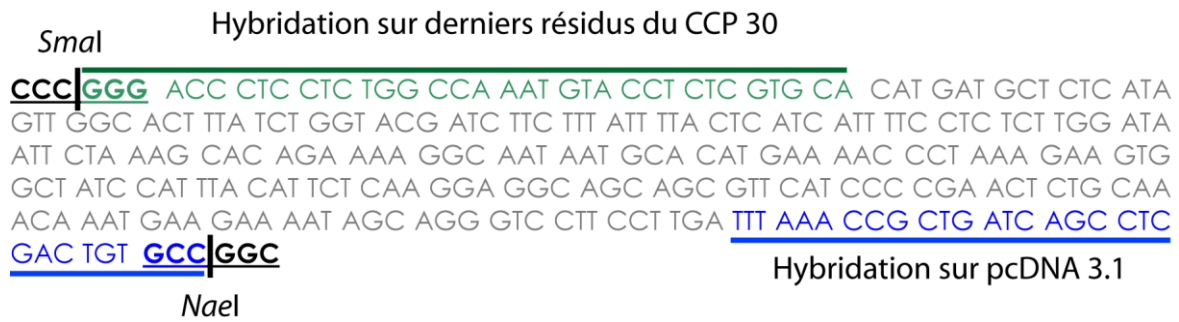 Hybridation sur derniers résidus du CCP 30
SmaI
CCC|GGG ACC CTC CTC TGG CCA AAT GTA CCT CTC GTG CA CAT GAT GCT CTC ATA
GTT GGC ACT TTA TCT GGT ACG ATC TTC TTT ATT TTA CTC ATC ATT TTC CTC TCT TGG ATA
ATT CTA AAG CAC AGA AAA GGC AAT AAT GCA CAT GAA AAC CCT AAA GAA GTG
GCT ATC CAT TTA CAT TCT CAA GGA GGC AGC AGC GTT CAT CCC CGA ACT CTG CAA
ACA AAT GAA GAA AAT AGC AGG GTC CTT CCT TGA TTT AAA CCG CTG ATC AGC CTC
GACTGT GCC|GGC
Hybridation sur pcDNA 3.1
NaeI